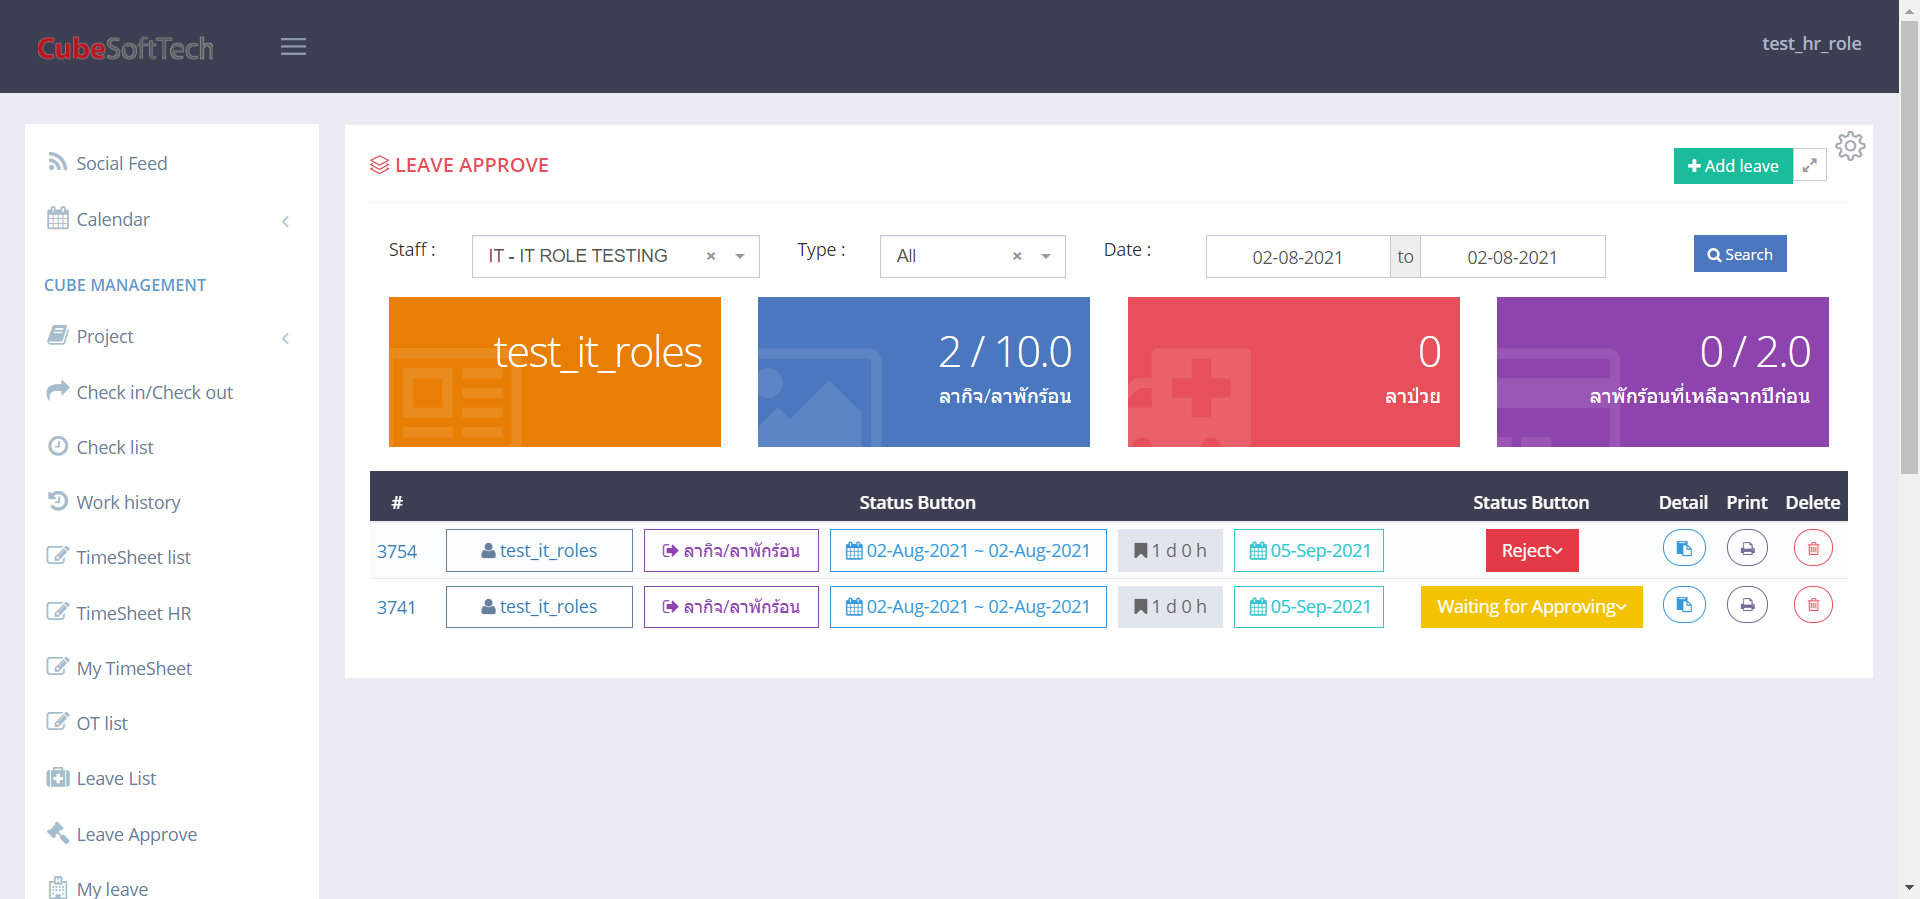 CubeSoftTech
test_hr_role
Social Feed
Calendar
CUBE MANAGEMENT
Project
Check in/Check out
Check list
Work history
TimeSheet list
TimeSheet HR
My TimeSheet
OT list
Leave List
Leave Approve
My leave
LEAVE APPROVE
Add leave
Staff : IT - IT ROLE TESTING × Type : All × Date : 02-08-2021 to 02-08-2021 Search
test_it_roles
2 / 10.0
ลากิจ/ลาพักร้อน
0
ลาป่วย
0 / 2.0
ลาพักร้อนที่เหลือจากปีก่อน
# Status Button Status Button Detail Print Delete
3754 test_it_roles ลากิจ/ลาพักร้อน 02-Aug-2021 ~ 02-Aug-2021 1 d 0 h 05-Sep-2021 Reject
3741 test_it_roles ลากิจ/ลาพักร้อน 02-Aug-2021 ~ 02-Aug-2021 1 d 0 h 05-Sep-2021 Waiting for Approving